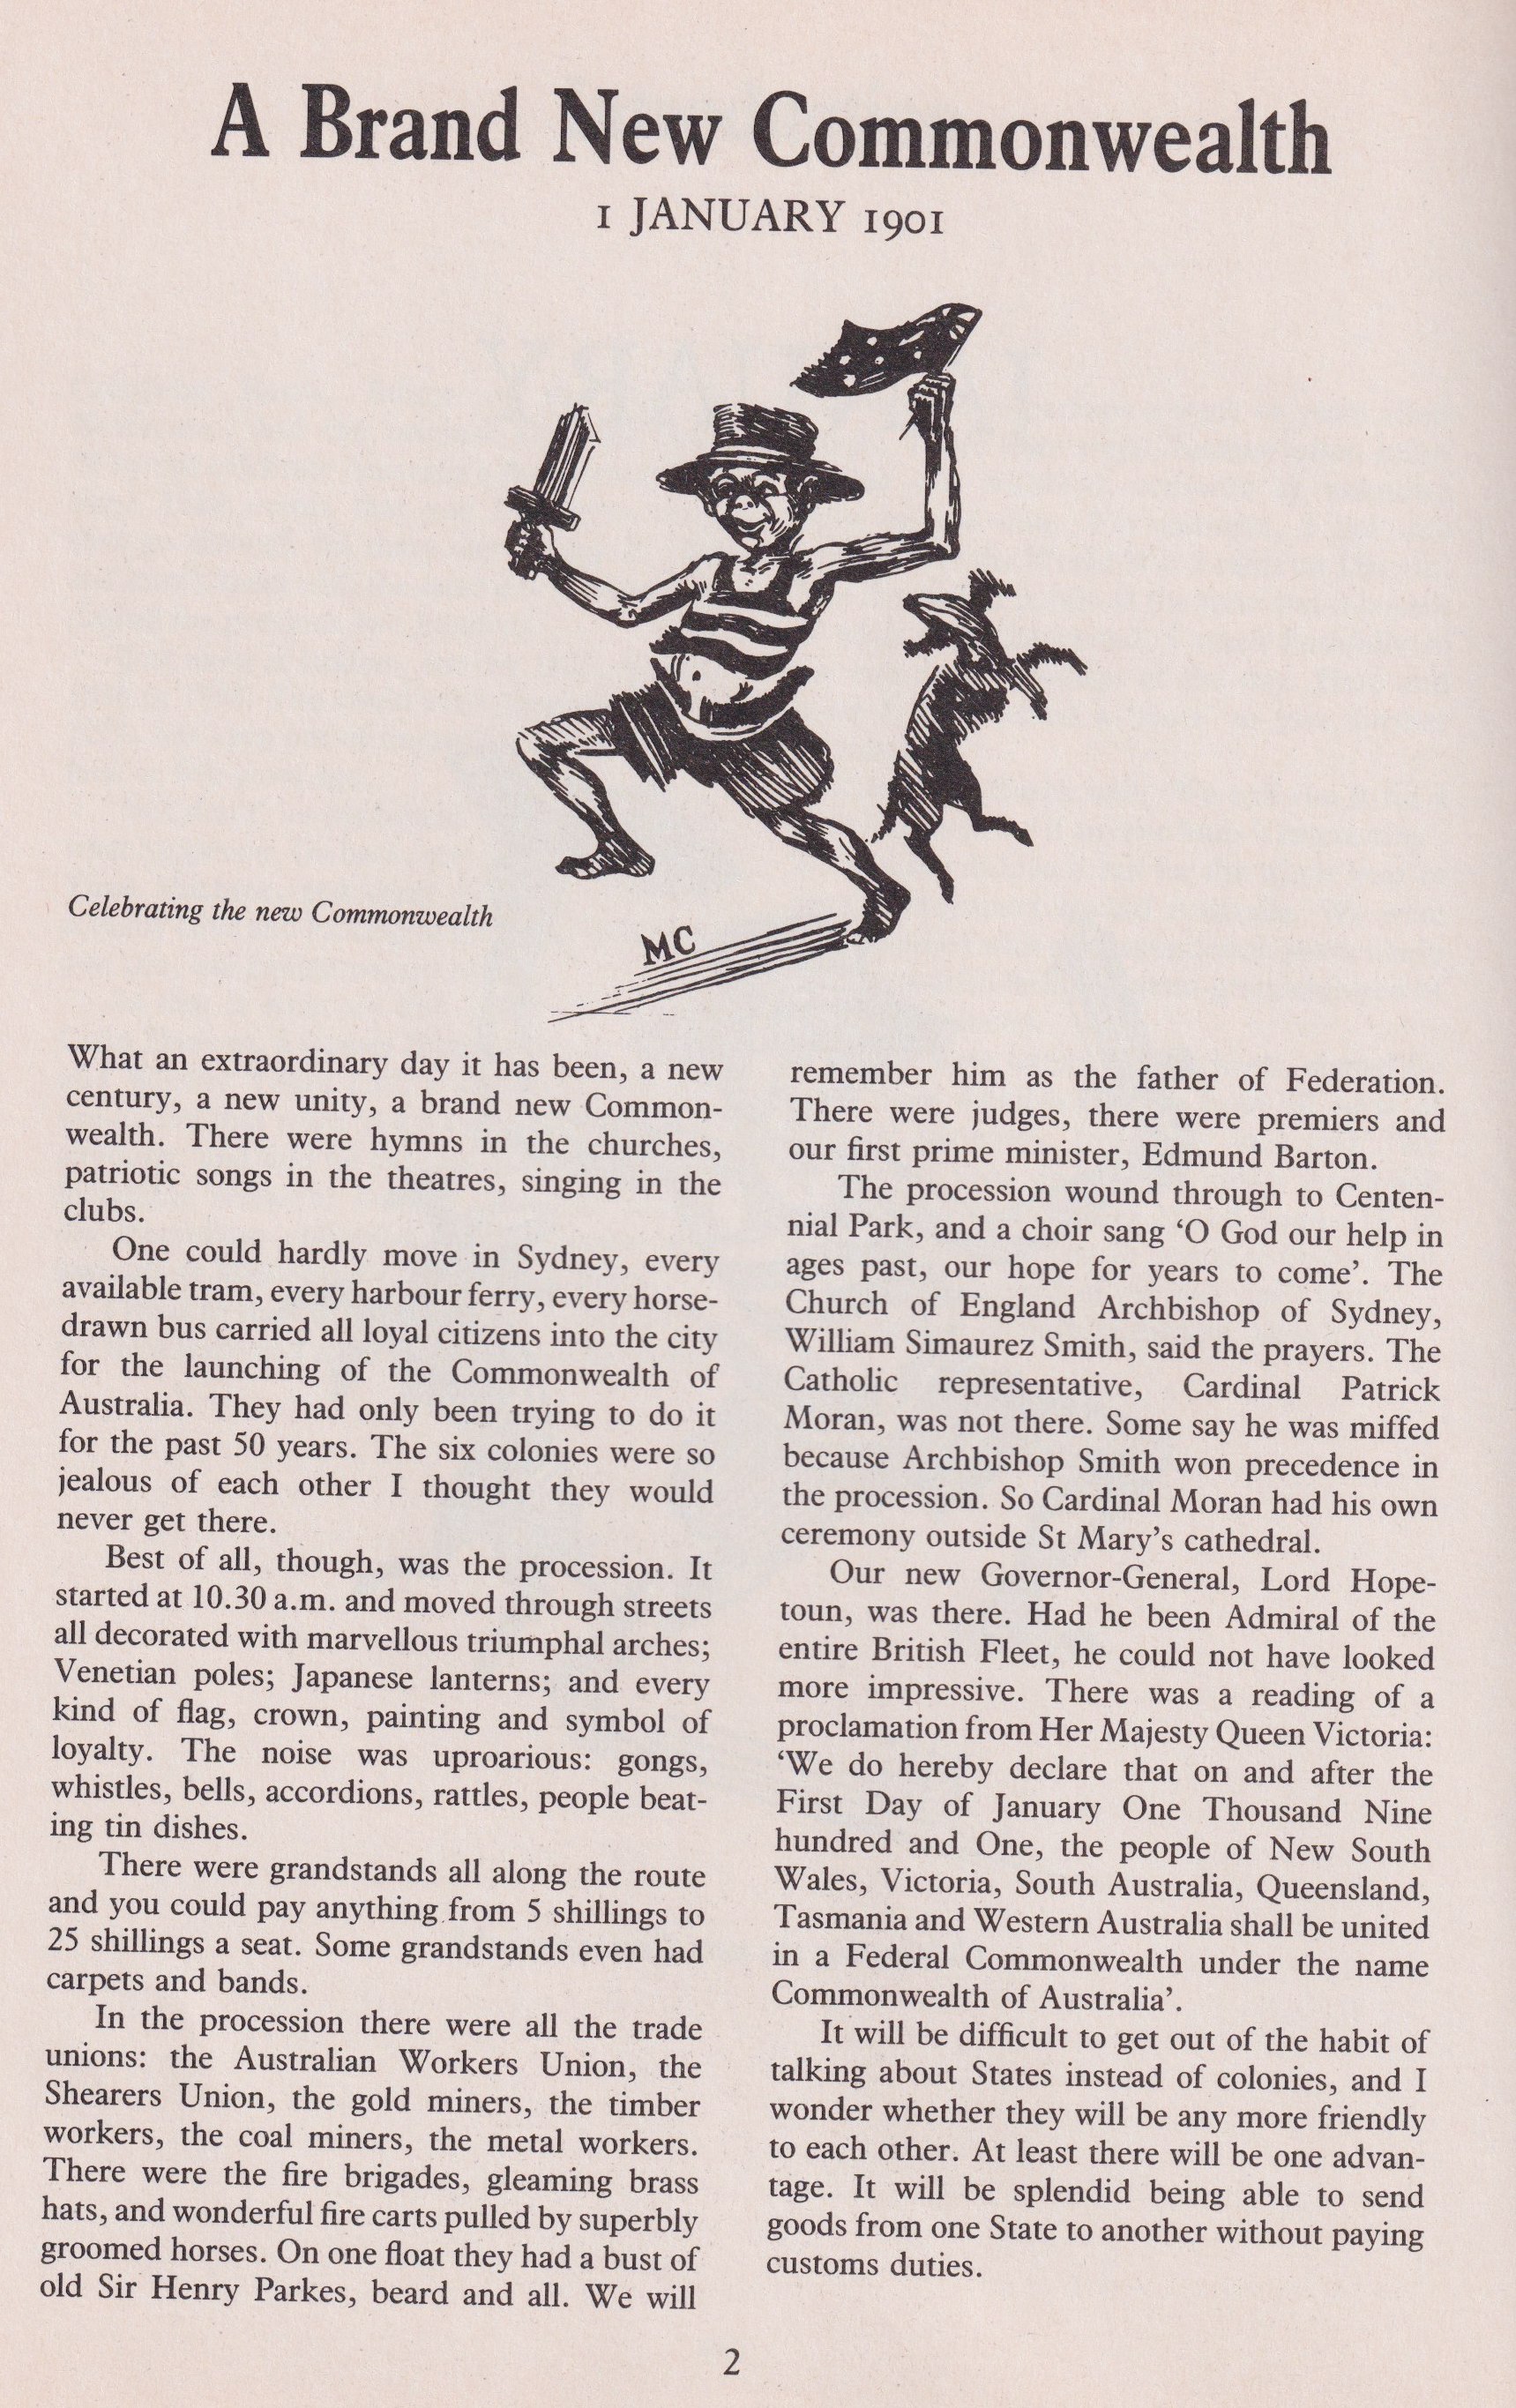 A Brand New Commonwealth
1 JANUARY 1901
Celebrating the new Commonwealth
MC
What an extraordinary day it has been, a new
century, a new unity, a brand new Common-
wealth. There were hymns in the churches,
patriotic songs in the theatres, singing in the
clubs.
One could hardly move in Sydney, every
available tram, every harbour ferry, every horse-
drawn bus carried all loyal citizens into the city
for the launching of the Commonwealth of
Australia. They had only been trying to do it
for the past 50 years. The six colonies were so
jealous of each other I thought they would
never get there.
Best of all, though, was the procession. It
started at 10.30 a.m. and moved through streets
all decorated with marvellous triumphal arches;
Venetian poles; Japanese lanterns; and every
kind of flag, crown, painting and symbol of
loyalty. The noise was uproarious: gongs,
whistles, bells, accordions, rattles, people beat-
ing tin dishes.
There were grandstands all along the route
and you could pay anything from 5 shillings to
25 shillings a seat. Some grandstands even had
carpets and bands.
In the procession there were all the trade
unions: the Australian Workers Union, the
Shearers Union, the gold miners, the timber
workers, the coal miners, the metal workers.
There were the fire brigades, gleaming brass
hats, and wonderful fire carts pulled by superbly
groomed horses. On one float they had a bust of
old Sir Henry Parkes, beard and all. We will
remember him as the father of Federation.
There were judges, there were premiers and
our first prime minister, Edmund Barton.
The procession wound through to Centen-
nial Park, and a choir sang ‘O God our help in
ages past, our hope for years to come’. The
Church of England Archbishop of Sydney,
William Simaurez Smith, said the prayers. The
Catholic representative, Cardinal Patrick
Moran, was not there. Some say he was miffed
because Archbishop Smith won precedence in
the procession. So Cardinal Moran had his own
ceremony outside St Mary’s cathedral.
Our new Governor-General, Lord Hope-
toun, was there. Had he been Admiral of the
entire British Fleet, he could not have looked
more impressive. There was a reading of a
proclamation from Her Majesty Queen Victoria:
‘We do hereby declare that on and after the
First Day of January One Thousand Nine
hundred and One, the people of New South
Wales, Victoria, South Australia, Queensland,
Tasmania and Western Australia shall be united
in a Federal Commonwealth under the name
Commonwealth of Australia’.
It will be difficult to get out of the habit of
talking about States instead of colonies, and I
wonder whether they will be any more friendly
to each other. At least there will be one advan-
tage. It will be splendid being able to send
goods from one State to another without paying
customs duties.
2